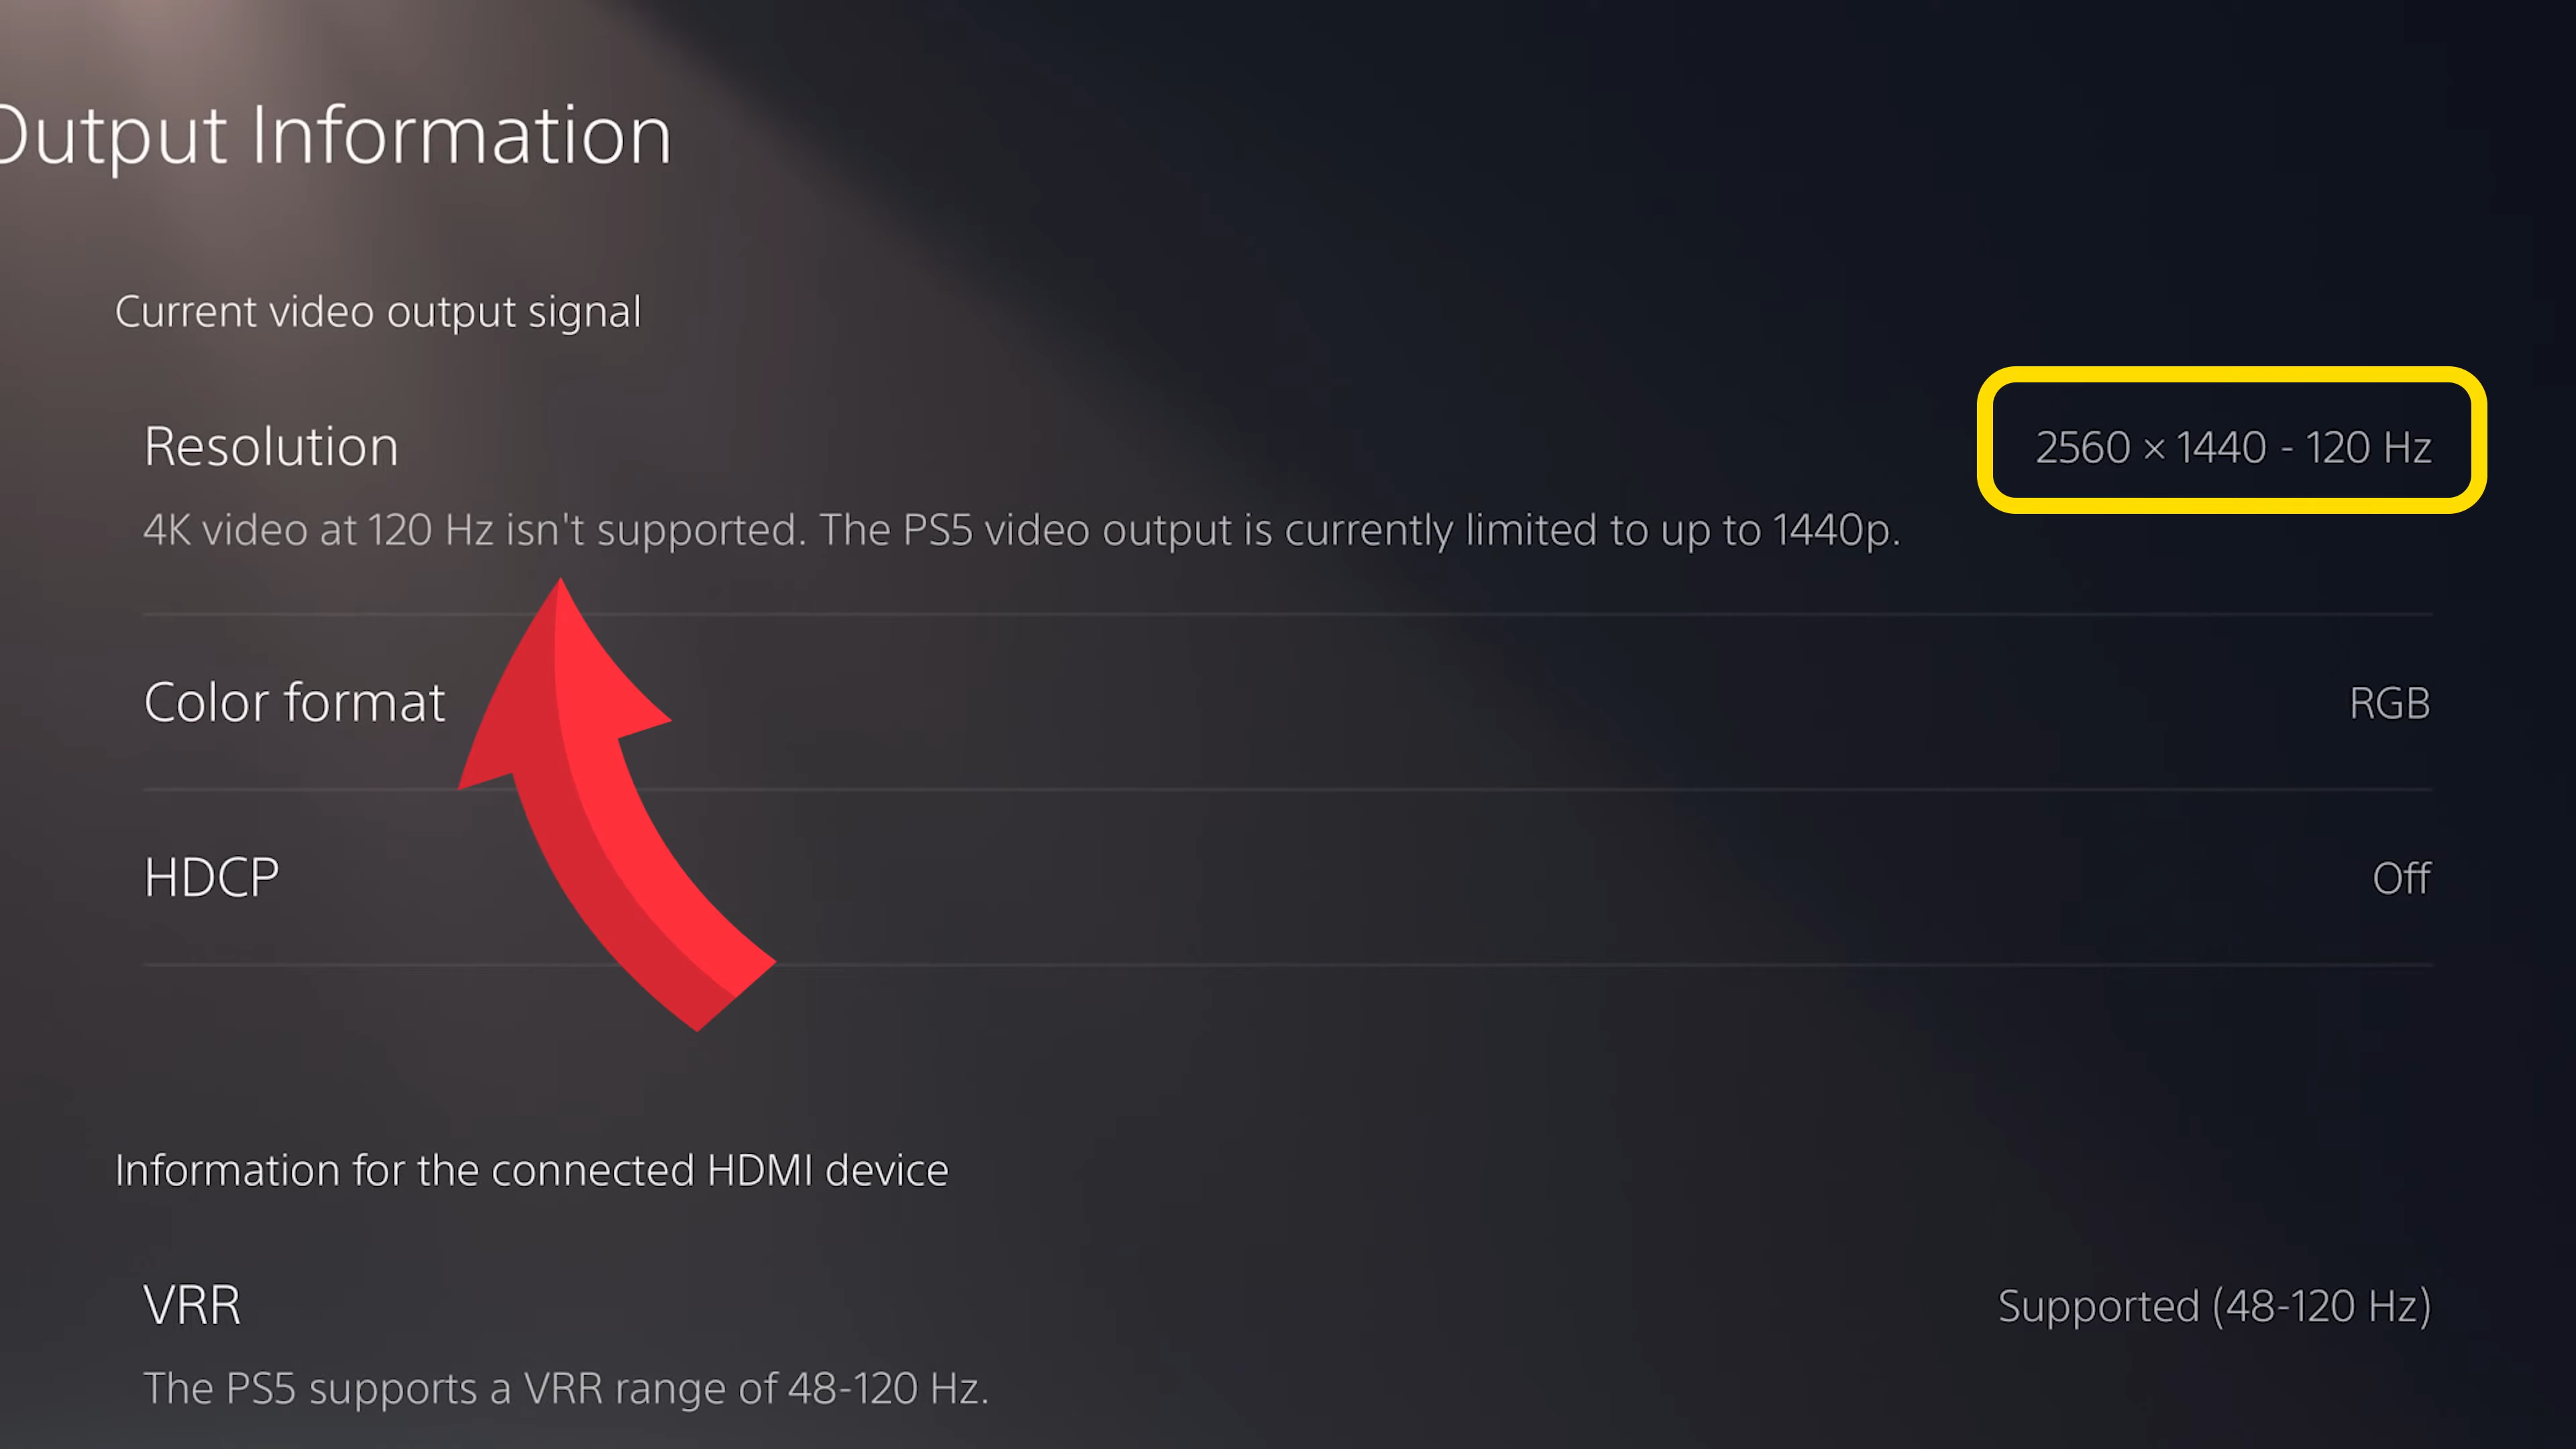 Output Information
Current video output signal
Resolution
2560 × 1440 - 120 Hz
4K video at 120 Hz isn't supported. The PS5 video output is currently limited to up to 1440p.
Color format
RGB
HDCP
Off
Information for the connected HDMI device
VRR
Supported (48-120 Hz)
The PS5 supports a VRR range of 48-120 Hz.